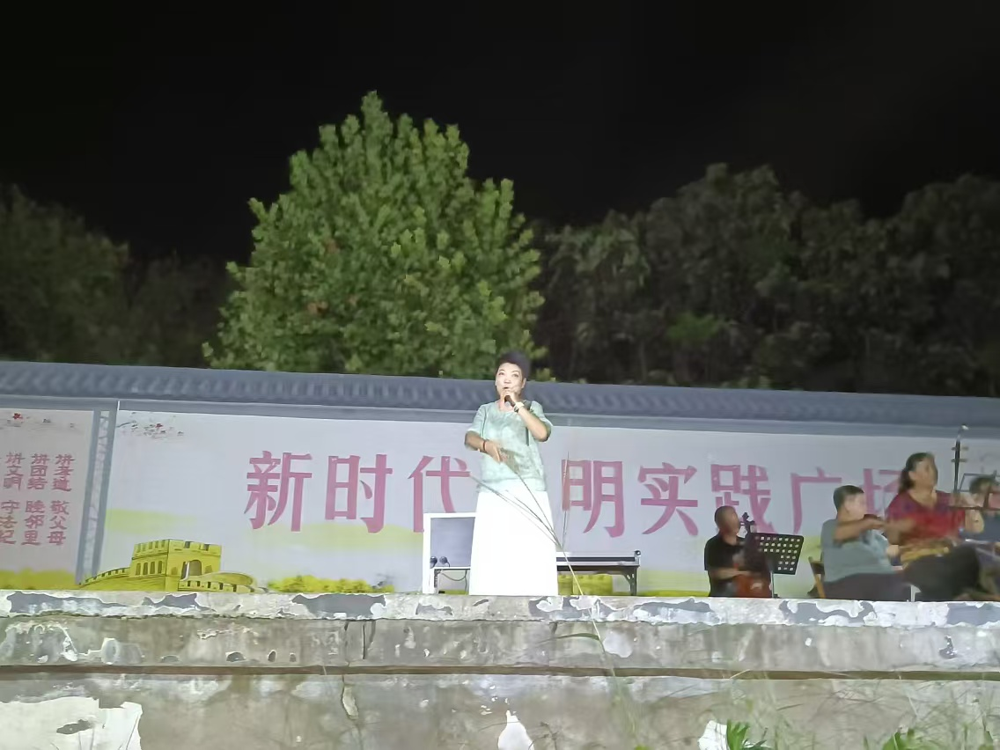 新时代 明实践广场
讲孝道 敬父母
讲团结 睦邻里
讲文明 守法纪